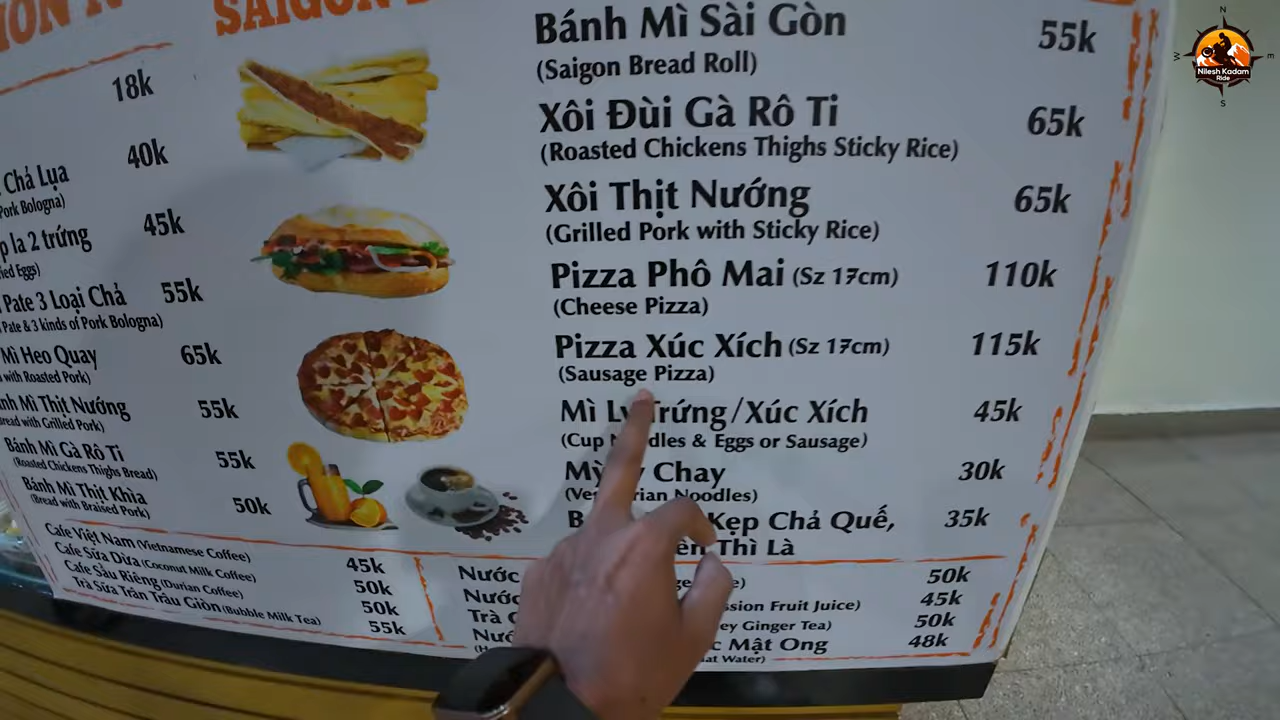 SAIGON
18k
40k
Chả Lụa
Pork Bologna)
45k
p la 2 trứng
ied Eggs)
Pate 3 Loại Chả 55k
Pate & 3 kinds of Pork Bologna)
Mì Heo Quay 65k
with Roasted Pork)
nh Mì Thịt Nướng 55k
read with Grilled Pork)
Bánh Mì Gà Rô Ti 55k
(Roasted Chickens Thighs Bread)
Bánh Mì Thịt Khìa 50k
(Bread with Braised Pork)
Bánh Mì Sài Gòn 55k
(Saigon Bread Roll)
Xôi Đùi Gà Rô Ti 65k
(Roasted Chickens Thighs Sticky Rice)
Xôi Thịt Nướng 65k
(Grilled Pork with Sticky Rice)
Pizza Phô Mai (Sz 17cm) 110k
(Cheese Pizza)
Pizza Xúc Xích (Sz 17cm) 115k
(Sausage Pizza)
Mì Trứng/Xúc Xích 45k
(Cup Noodles & Eggs or Sausage)
Chay 30k
(Vegetarian Noodles)
Kẹp Chả Quế, 35k
Thì Là
Cafe Việt Nam (Vietnamese Coffee) 45k
Cafe Sữa Dừa (Coconut Milk Coffee) 50k
Cafe Sầu Riêng (Durian Coffee) 50k
Trà Sữa Trân Trâu Giòn (Bubble Milk Tea) 55k
Nước 50k
Nước ssion Fruit Juice) 45k
Trà ey Ginger Tea) 50k
Mật Ong 48k
Water)
N
W E
Nilesh Kadam
Ride
S